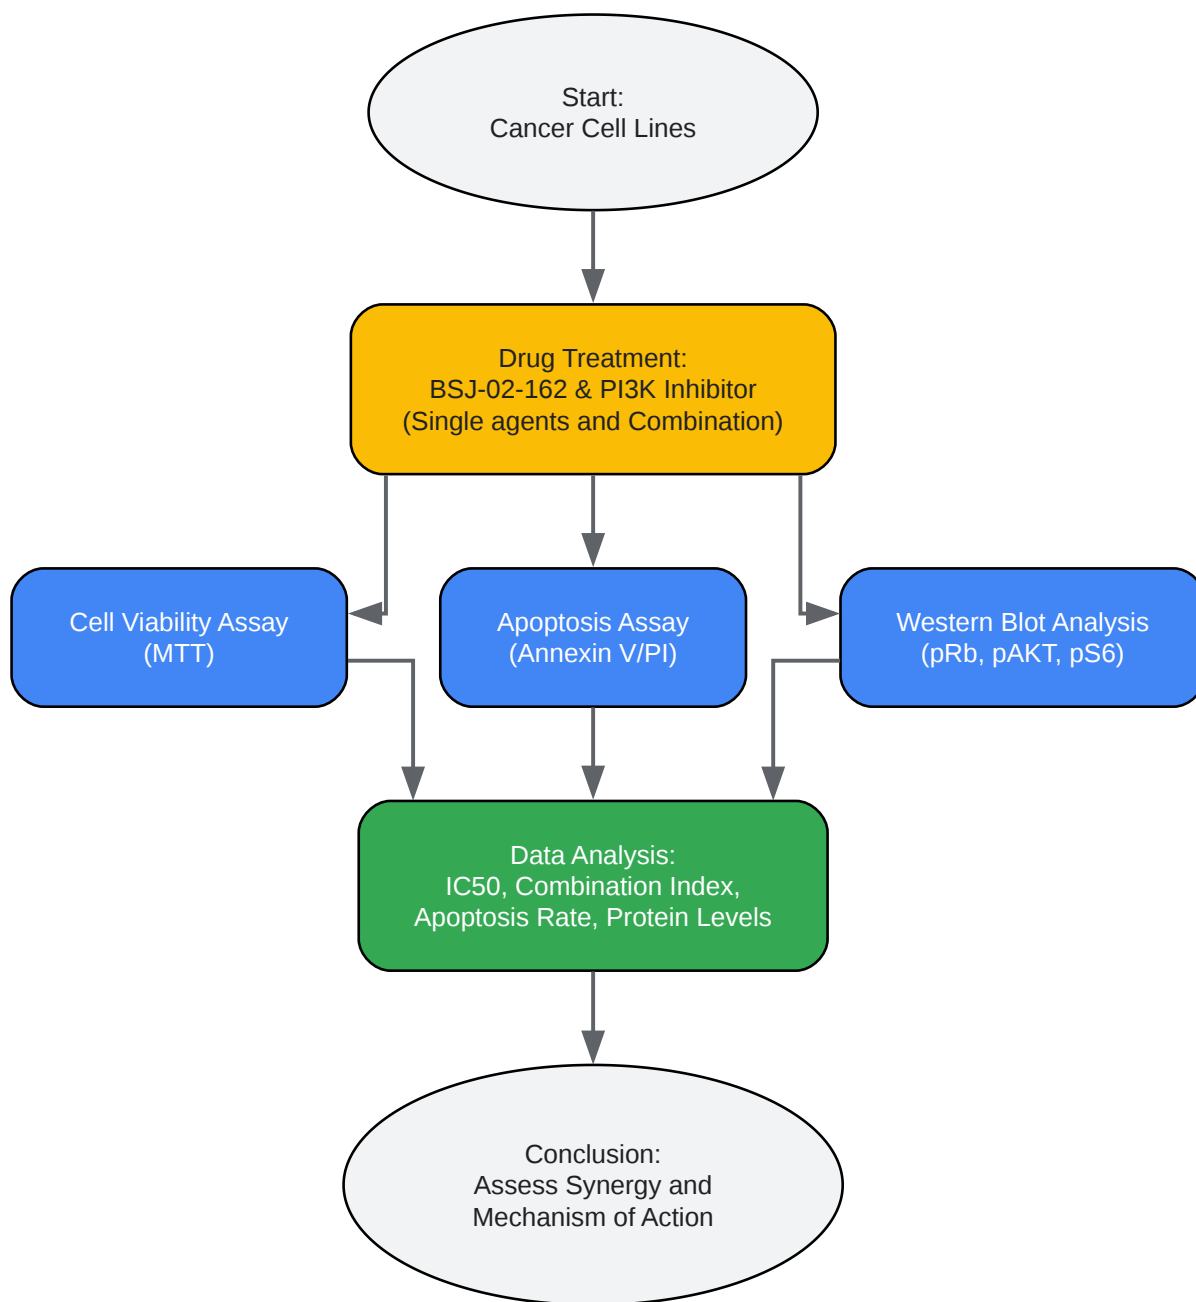 Start:
Cancer Cell Lines
Drug Treatment:
BSJ-02-162 & PI3K Inhibitor
(Single agents and Combination)
Cell Viability Assay
(MTT)
Apoptosis Assay
(Annexin V/PI)
Western Blot Analysis
(pRb, pAKT, pS6)
Data Analysis:
IC50, Combination Index,
Apoptosis Rate, Protein Levels
Conclusion:
Assess Synergy and
Mechanism of Action